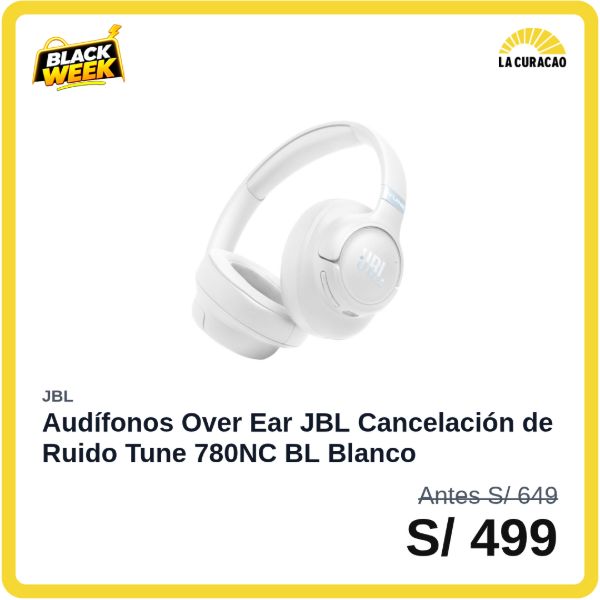 BLACK
WEEK
LA CURACAO
JBL
JBL
Audífonos Over Ear JBL Cancelación de
Ruido Tune 780NC BL Blanco
Antes S/ 649
S/ 499